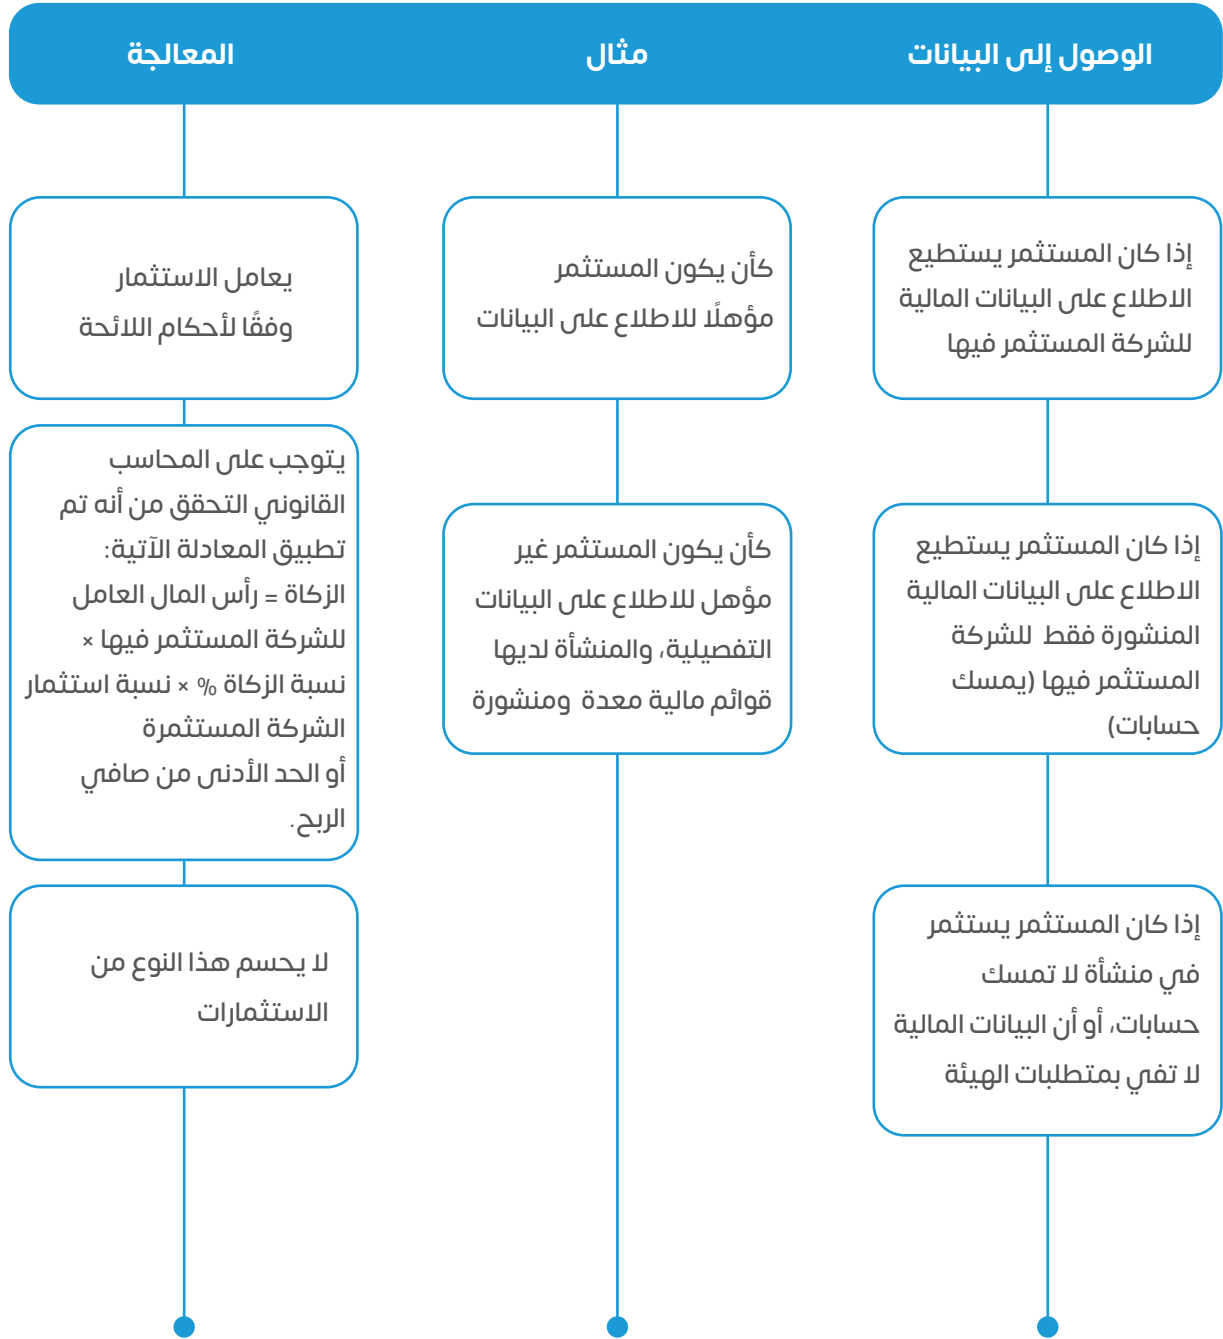 الوصول إلى البيانات
مثال
المعالجة
إذا كان المستثمر يستطيع
الاطلاع على البيانات المالية
للشركة المستثمر فيها
كأن يكون المستثمر
مؤهلًا للاطلاع على البيانات
يعامل الاستثمار
وفقًا لأحكام اللائحة
إذا كان المستثمر يستطيع
الاطلاع على البيانات المالية
المنشورة فقط للشركة
المستثمر فيها (يمسك
حسابات)
كأن يكون المستثمر غير
مؤهل للاطلاع على البيانات
التفصيلية، والمنشأة لديها
قوائم مالية معدة ومنشورة
يتوجب على المحاسب
القانوني التحقق من أنه تم
تطبيق المعادلة الآتية:
الزكاة = رأس المال العامل
للشركة المستثمر فيها ×
نسبة الزكاة % × نسبة استثمار
الشركة المستثمرة
أو الحد الأدنى من صافي
الربح.
إذا كان المستثمر يستثمر
في منشأة لا تمسك
حسابات، أو أن البيانات المالية
لا تفي بمتطلبات الهيئة
لا يحسم هذا النوع من
الاستثمارات